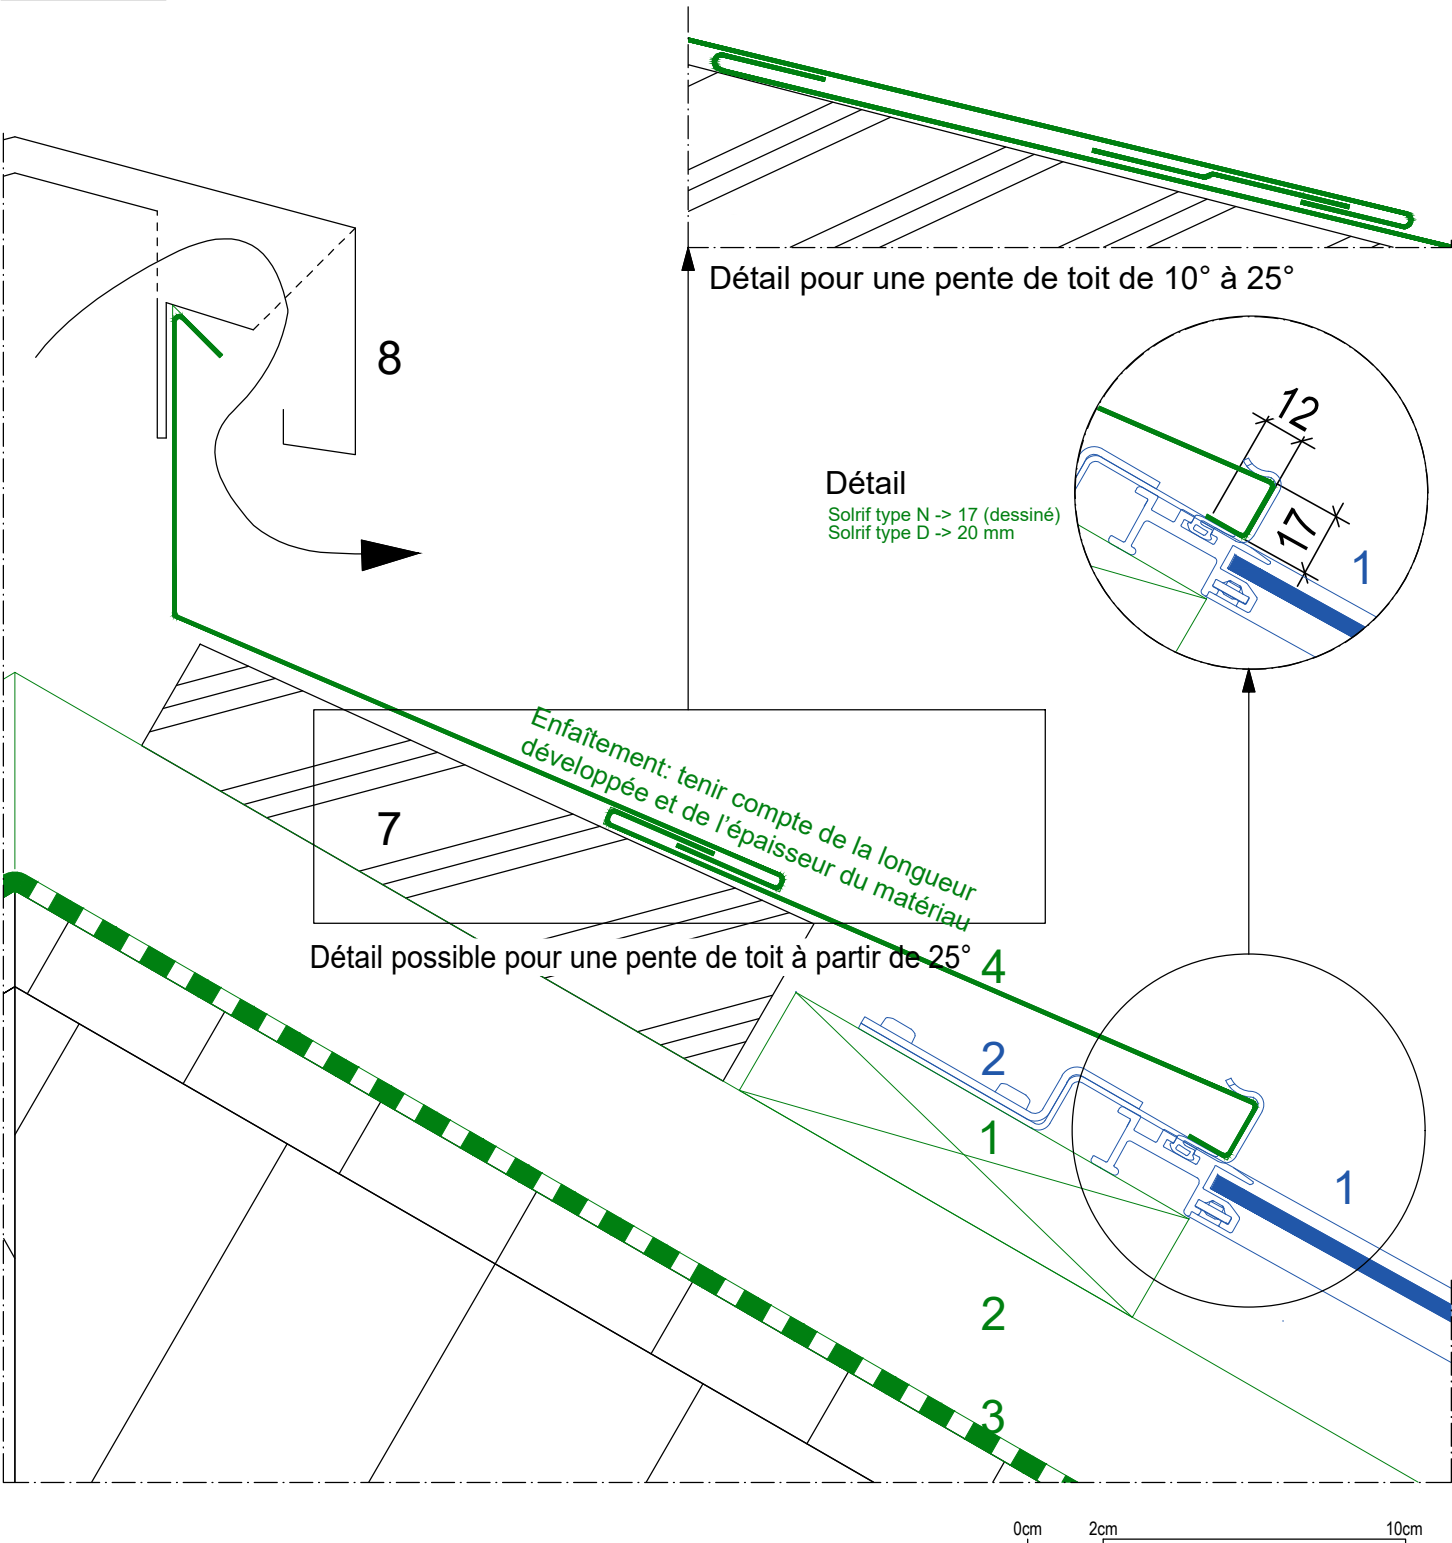 Détail pour une pente de toit de 10° à 25°
8
12
17
1
Détail
Solrif type N -> 17 (dessiné)
Solrif type D -> 20 mm
Enfaîtement: tenir compte de la longueur
développée et de l'épaisseur du matériau
7
Détail possible pour une pente de toit à partir de 25°
4
2
1
1
2
3
0cm 2cm 10cm